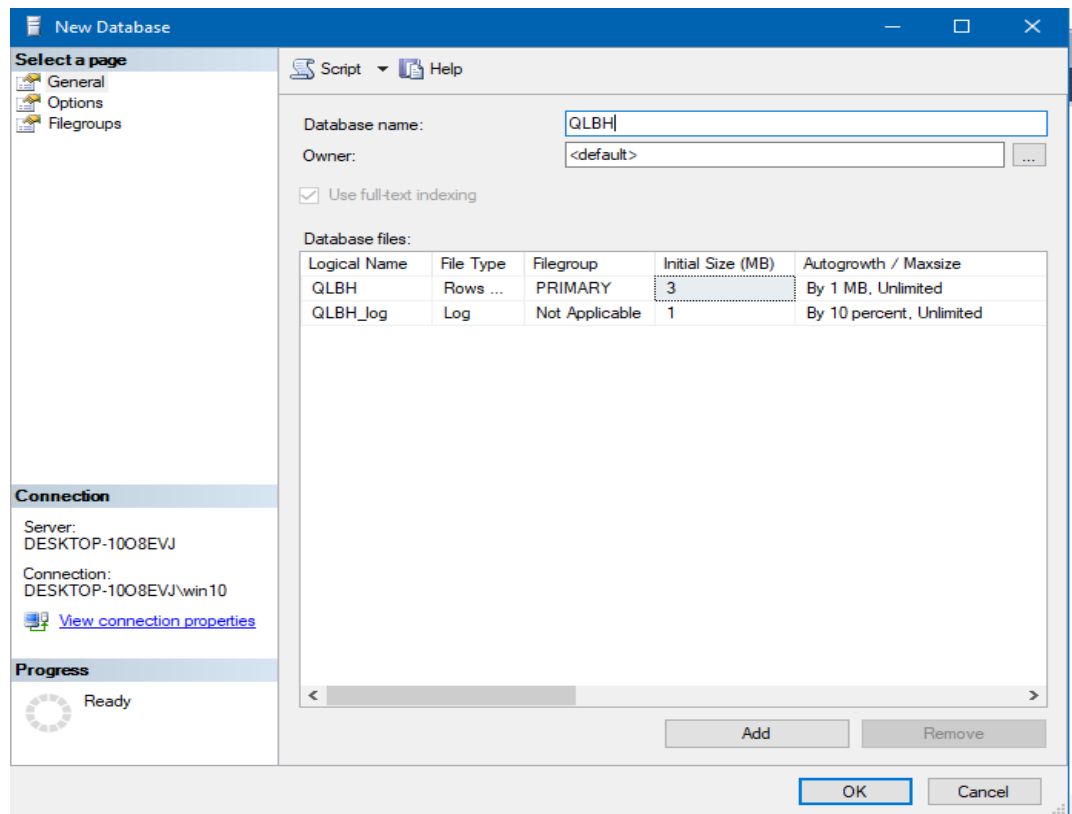 New Database
Select a page
General
Options
Filegroups
Script
Help
Database name:
QLBH
Owner:
<default>
...
Use full-text indexing
Database files:
Logical Name File Type Filegroup Initial Size (MB) Autogrowth / Maxsize
QLBH Rows ... PRIMARY 3 By 1 MB, Unlimited
QLBH_log Log Not Applicable 1 By 10 percent, Unlimited
Connection
Server:
DESKTOP-10O8EVJ
Connection:
DESKTOP-10O8EVJ\win10
View connection properties
Progress
Ready
Add
Remove
OK
Cancel